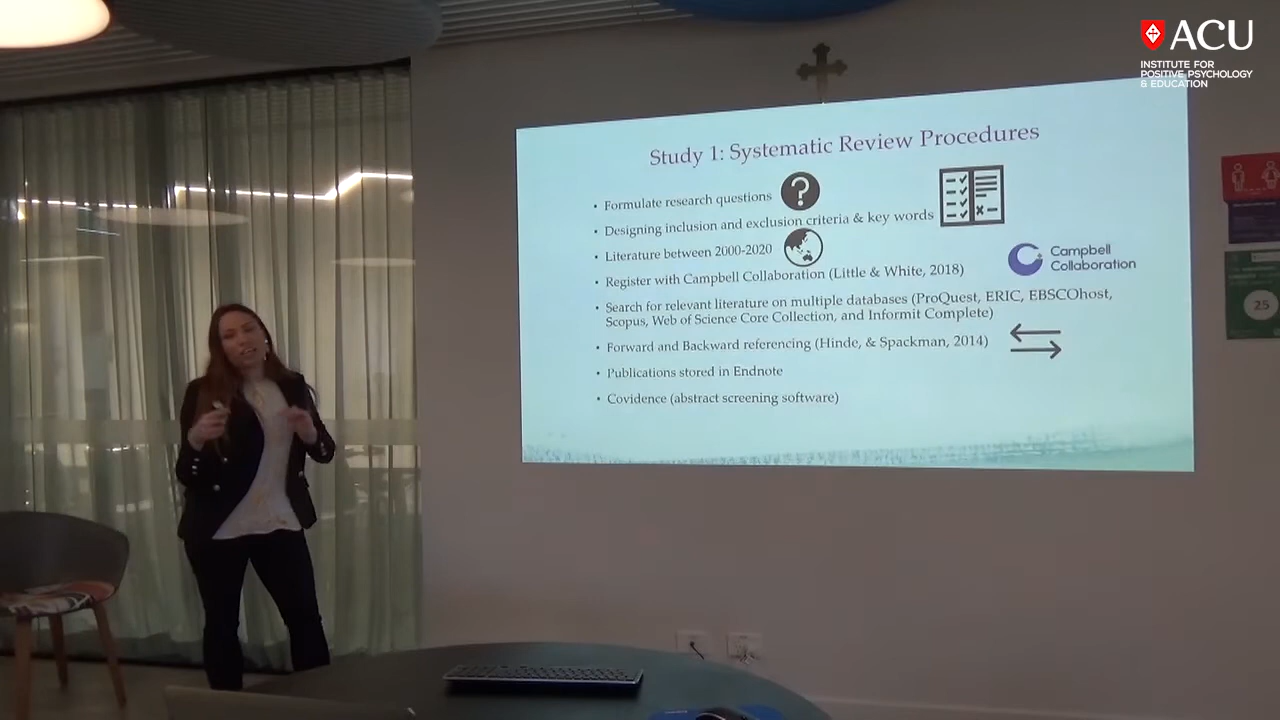 ACU
INSTITUTE FOR
POSITIVE PSYCHOLOGY
& EDUCATION
Study 1: Systematic Review Procedures
• Formulate research questions
?
• Designing inclusion and exclusion criteria & key words
• Literature between 2000-2020
• Register with Campbell Collaboration (Little & White, 2018)
Campbell
Collaboration
• Search for relevant literature on multiple databases (ProQuest, ERIC, EBSCOhost,
Scopus, Web of Science Core Collection, and Informit Complete)
• Forward and Backward referencing (Hinde, & Spackman, 2014)
• Publications stored in Endnote
• Covidence (abstract screening software)
25